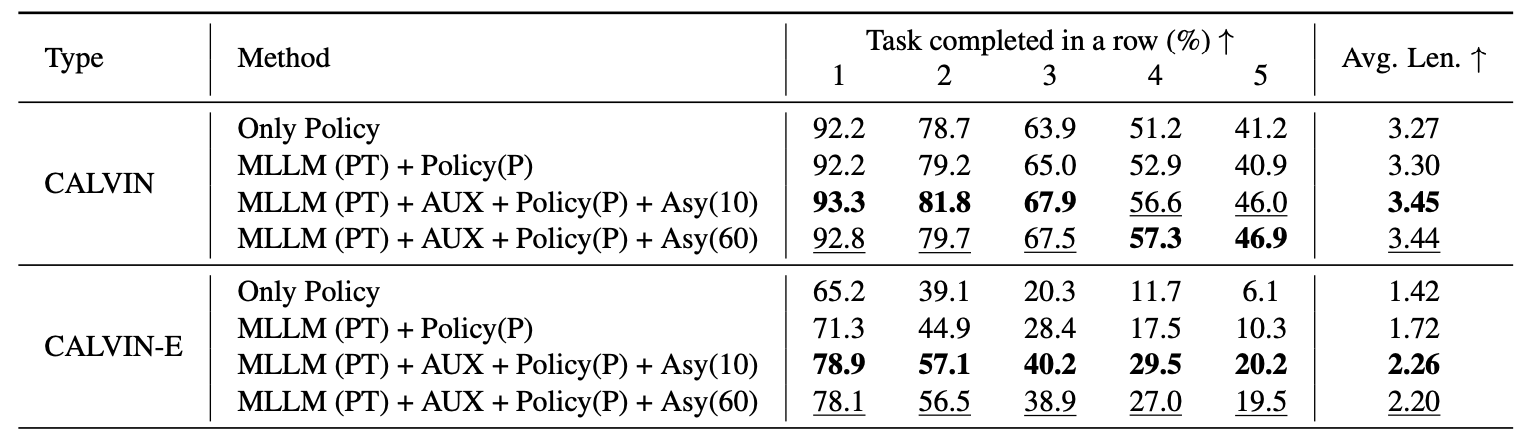 Type Method Task completed in a row (%) ↑ Avg. Len. ↑
1 2 3 4 5
CALVIN
Only Policy 92.2 78.7 63.9 51.2 41.2 3.27
MLLM (PT) + Policy(P) 92.2 79.2 65.0 52.9 40.9 3.30
MLLM (PT) + AUX + Policy(P) + Asy(10) 93.3 81.8 67.9 56.6 46.0 3.45
MLLM (PT) + AUX + Policy(P) + Asy(60) 92.8 79.7 67.5 57.3 46.9 3.44
CALVIN-E
Only Policy 65.2 39.1 20.3 11.7 6.1 1.42
MLLM (PT) + Policy(P) 71.3 44.9 28.4 17.5 10.3 1.72
MLLM (PT) + AUX + Policy(P) + Asy(10) 78.9 57.1 40.2 29.5 20.2 2.26
MLLM (PT) + AUX + Policy(P) + Asy(60) 78.1 56.5 38.9 27.0 19.5 2.20